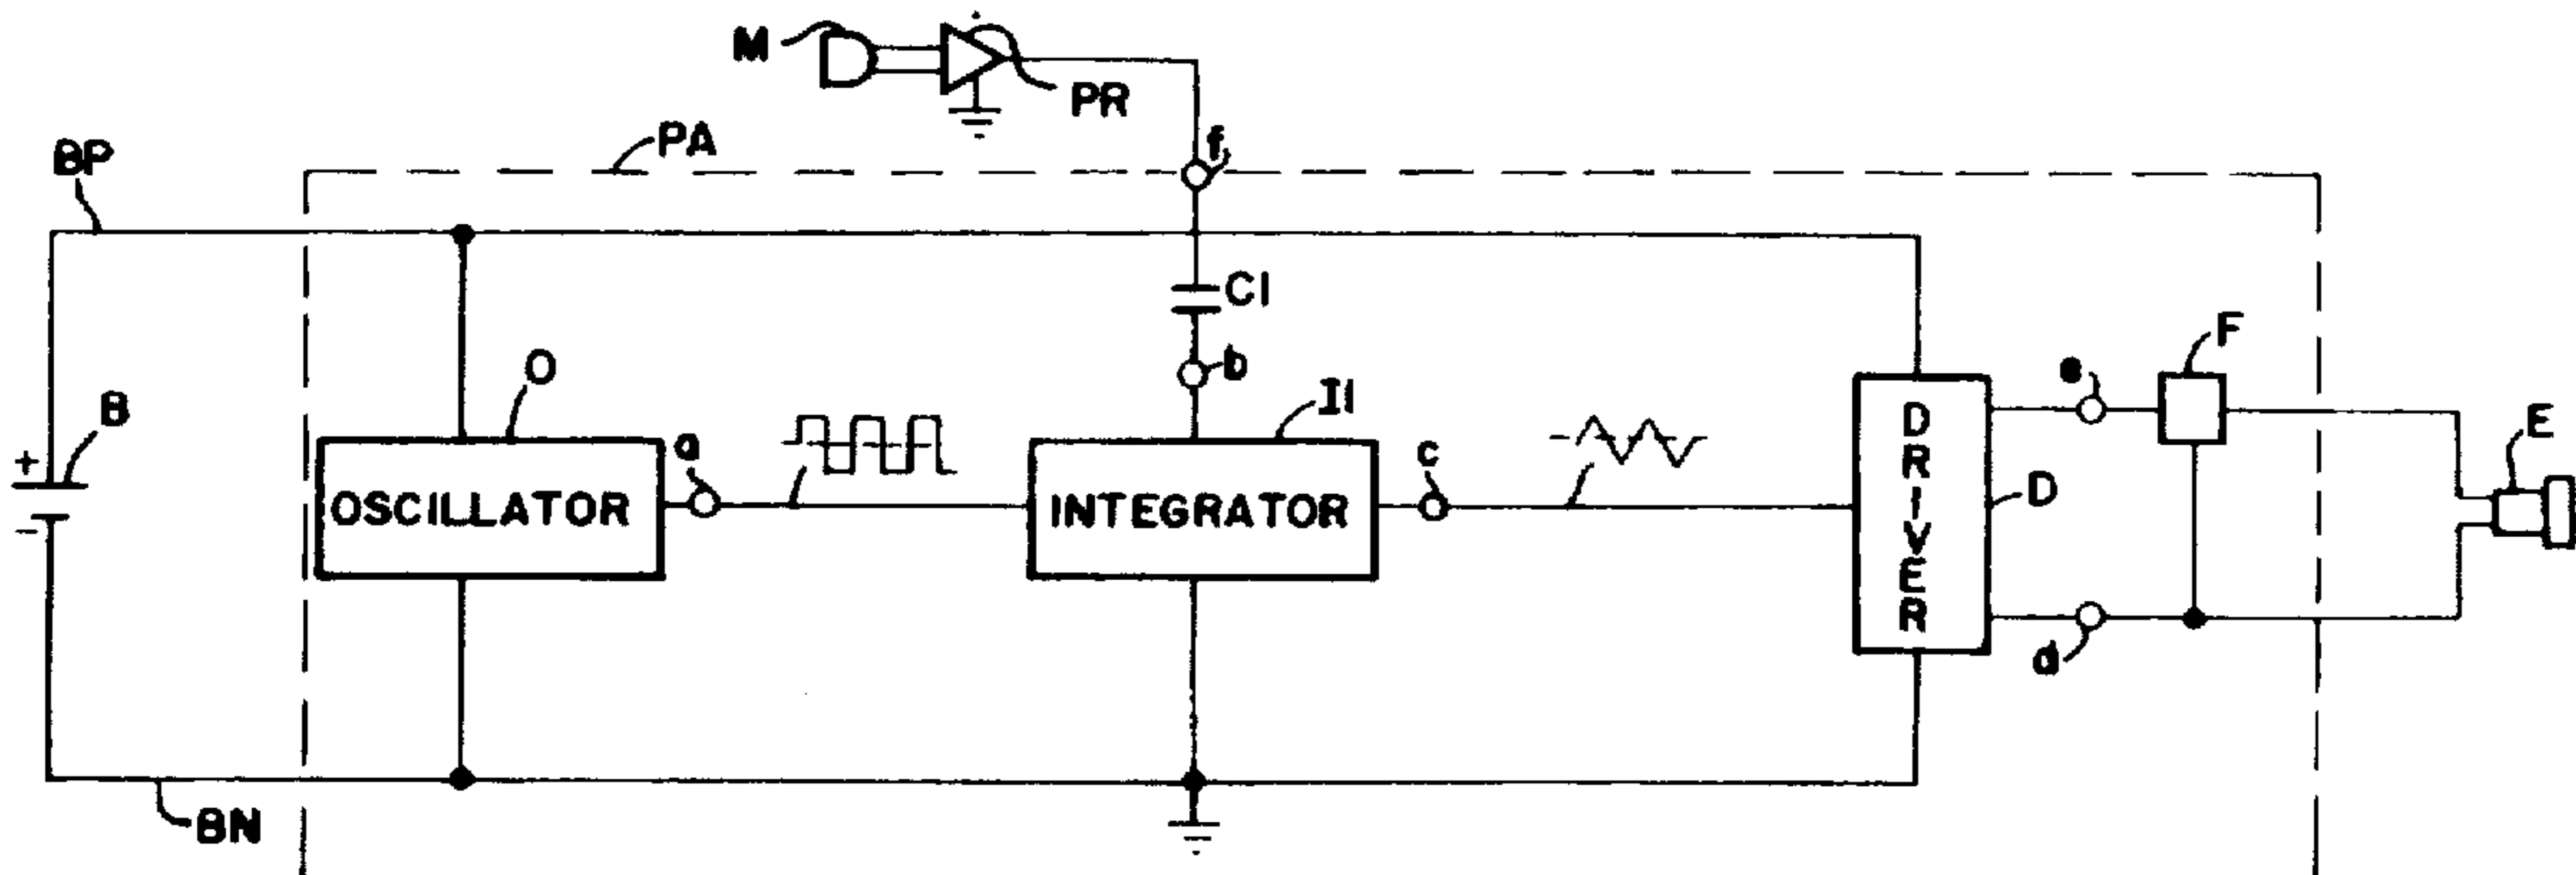 M
PR
PA
f
BP
C1
b
F
O
e
B
I1
E
+
a
c
D
OSCILLATOR
INTEGRATOR
DRIVER
-
d
BN